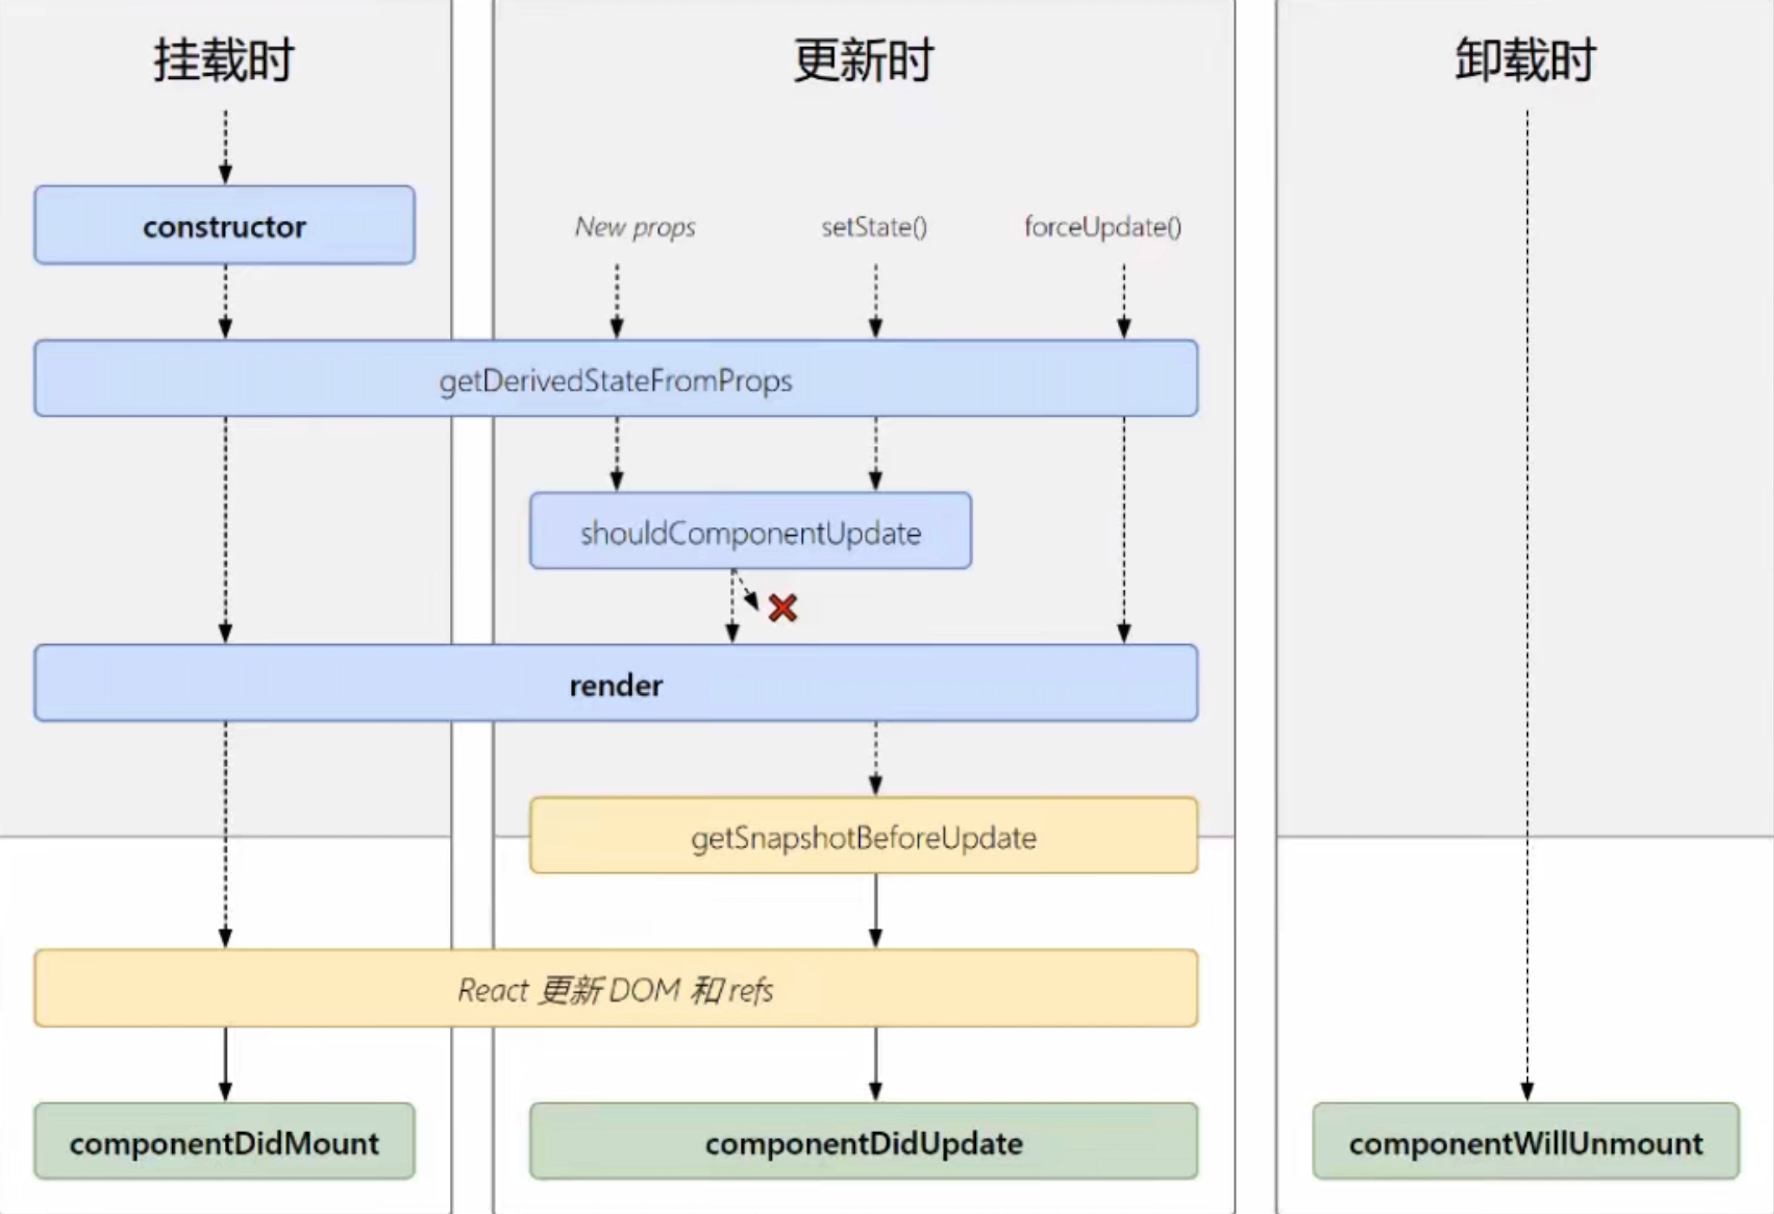 挂载时
更新时
卸载时
constructor
New props
setState()
forceUpdate()
getDerivedStateFromProps
shouldComponentUpdate
render
getSnapshotBeforeUpdate
React 更新 DOM 和 refs
componentDidMount
componentDidUpdate
componentWillUnmount